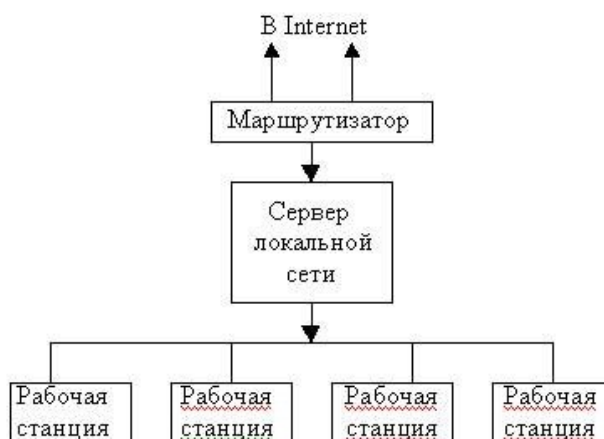 В Internet
Маршрутизатор
Сервер
локальной
сети
Рабочая
станция
Рабочая
станция
Рабочая
станция
Рабочая
станция